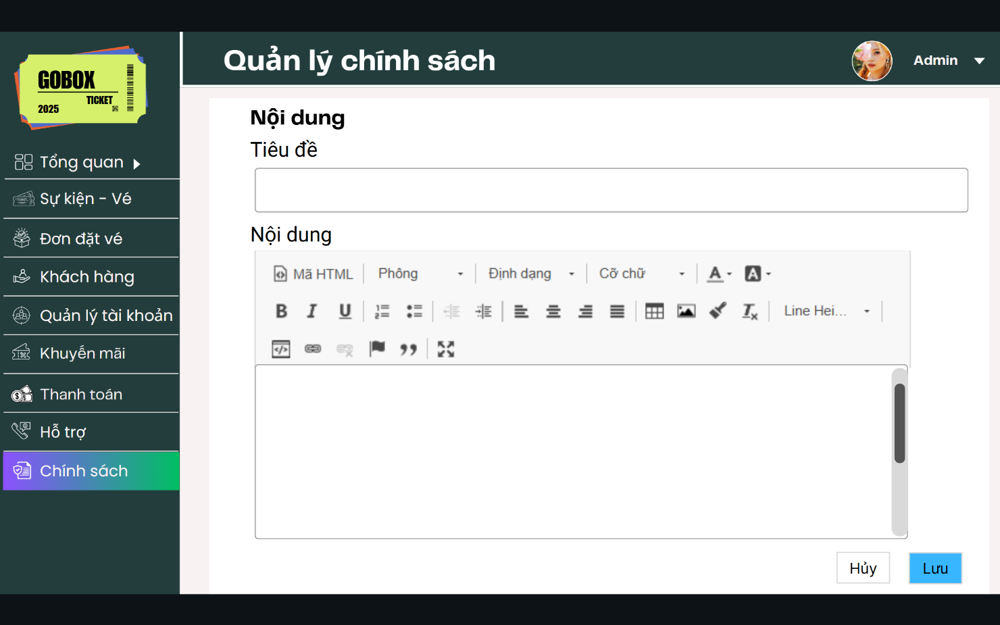 GOBOX
TICKET
2025
Tổng quan
Sự kiện - Vé
Đơn đặt vé
Khách hàng
Quản lý tài khoản
Khuyến mãi
Thanh toán
Hỗ trợ
Chính sách
Quản lý chính sách
Admin
Nội dung
Tiêu đề
Nội dung
Mã HTML Phông Định dạng Cỡ chữ A A
B I U Line Hei...
Hủy Lưu